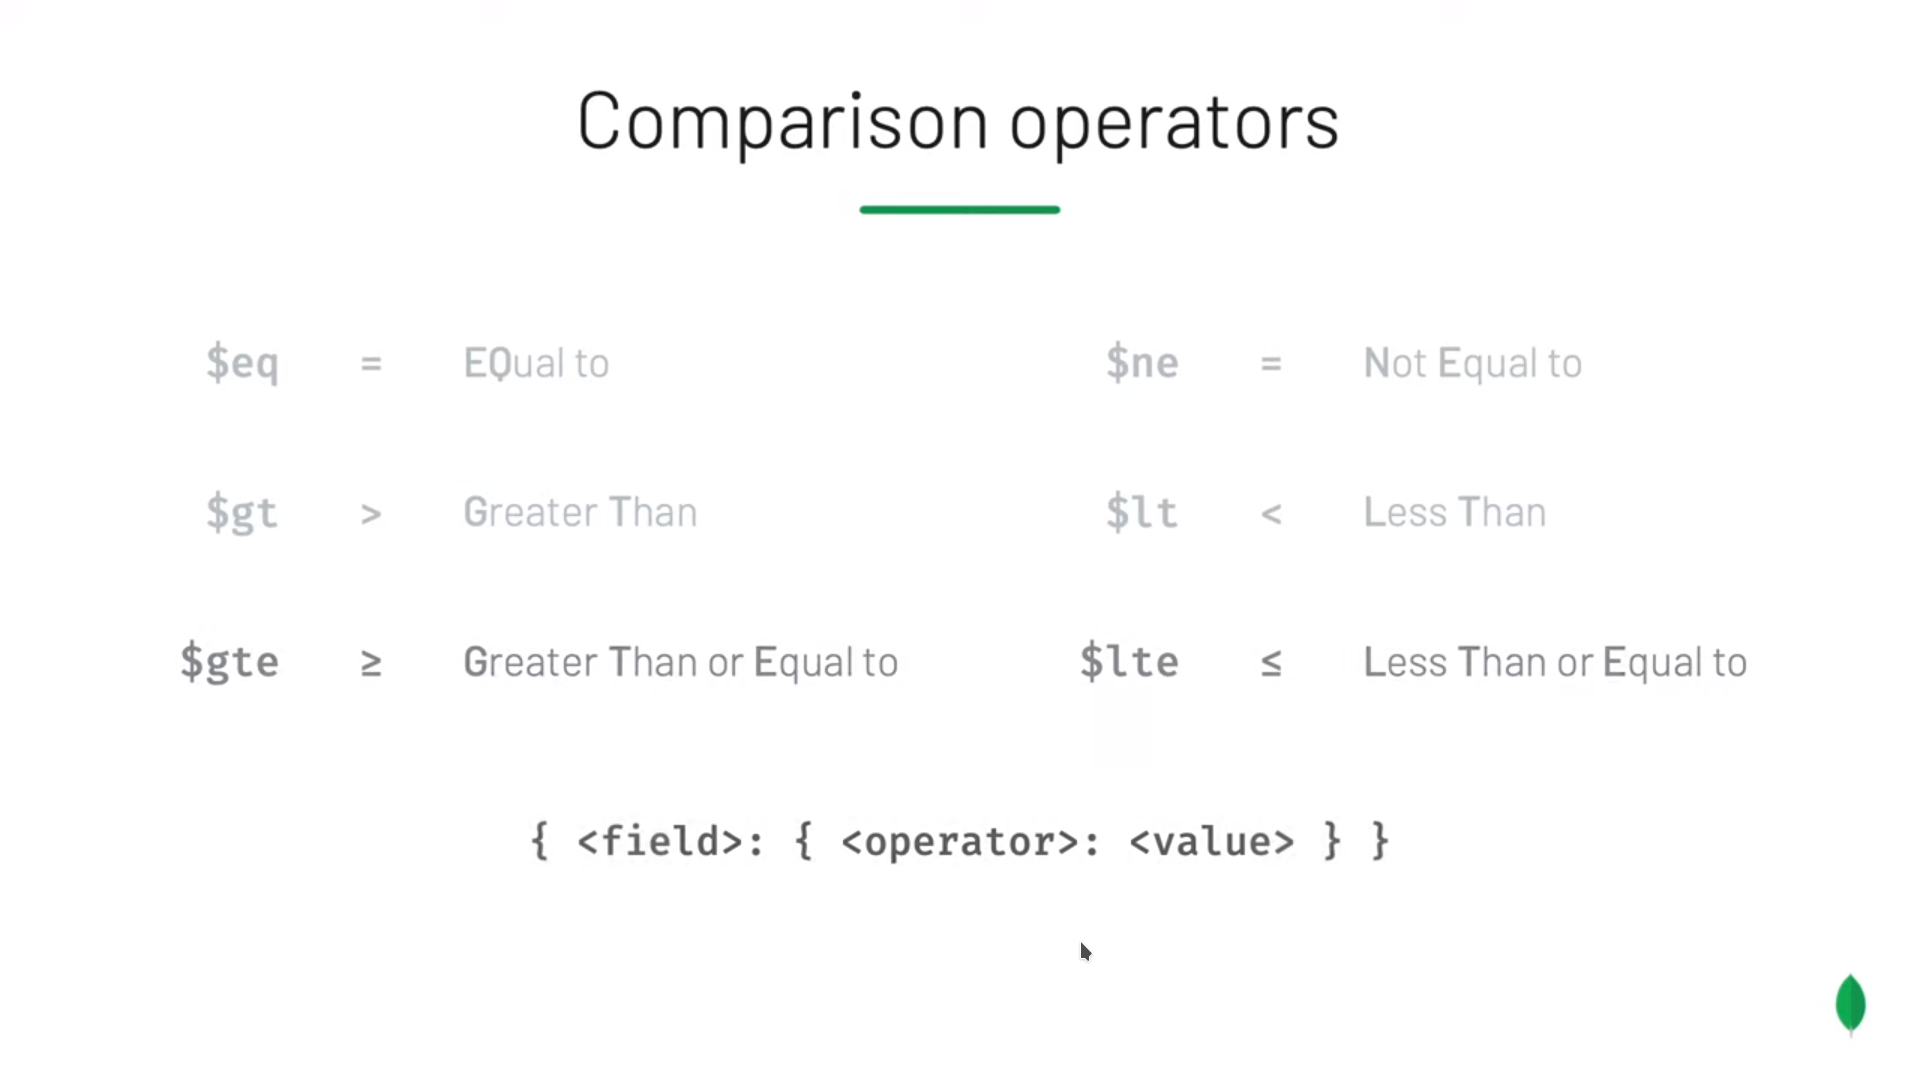 Comparison operators
$eq = EQual to
$ne = Not Equal to
$gt > Greater Than
$lt < Less Than
$gte ≥ Greater Than or Equal to
$lte ≤ Less Than or Equal to
{ <field>: { <operator>: <value> } }